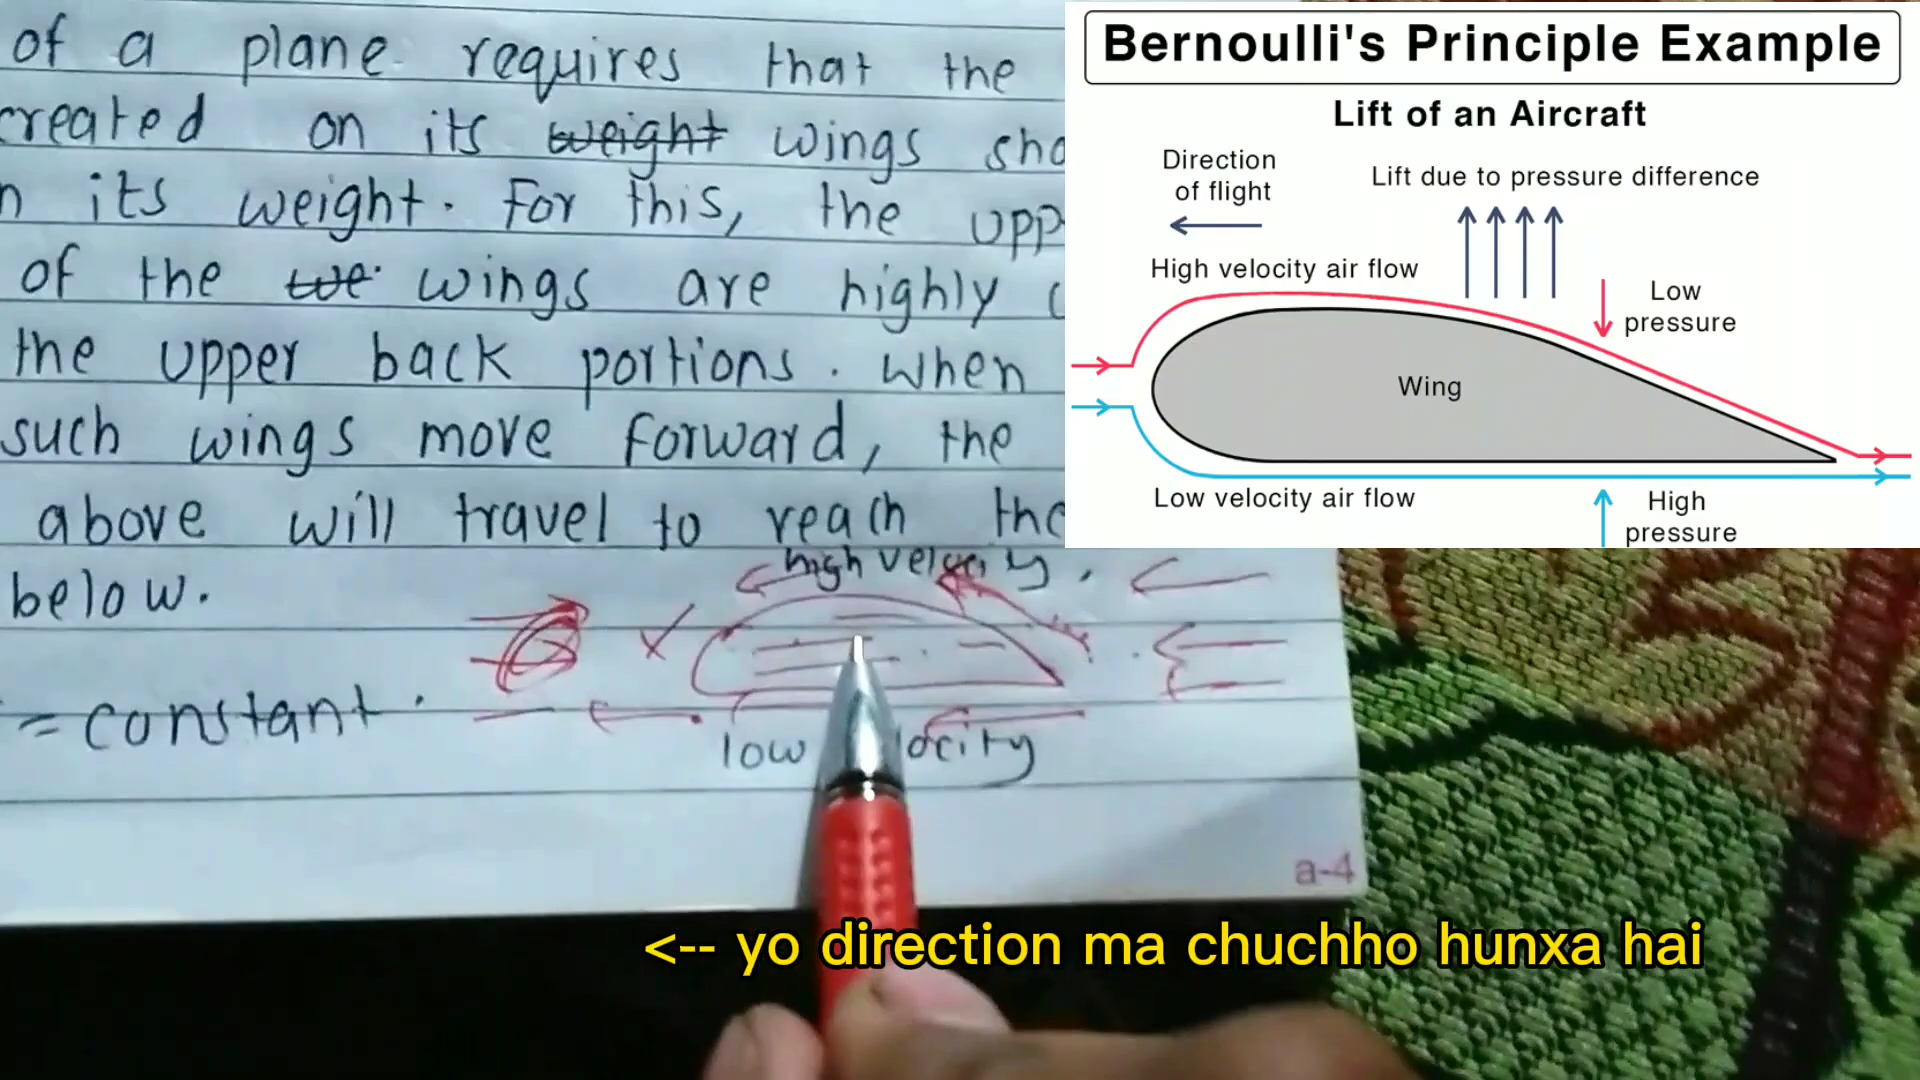 of a plane requires that the
created on its weight wings
its weight. For this, the
of the we wings are highly
the upper back portions. When
such wings move forward, the
above will travel to reach
below.
high velocity.
= constant.
low
a-4
Bernoulli's Principle Example
Lift of an Aircraft
Direction
of flight
Lift due to pressure difference
High velocity air flow
Low
pressure
Wing
Low velocity air flow
High
pressure
<-- yo direction ma chuchho hunxa hai